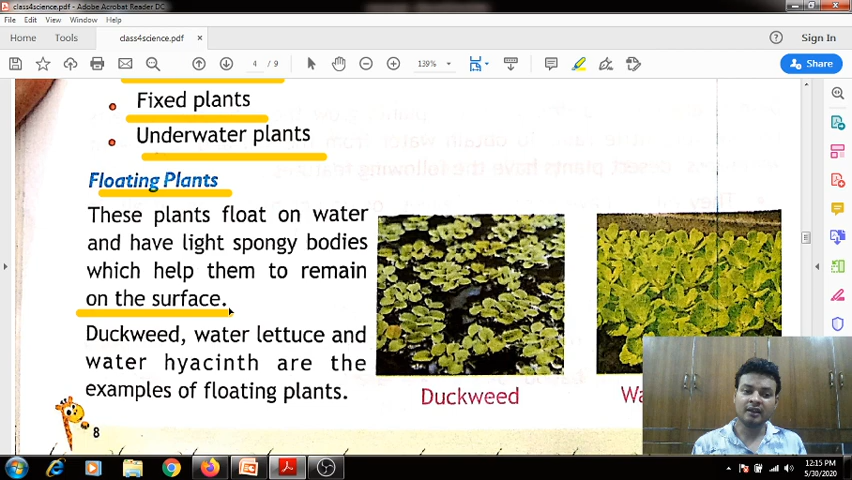 class4science.pdf - Adobe Acrobat Reader DC
File Edit View Window Help
Home Tools class4science.pdf × Sign In
4 / 9 139% Share
Fixed plants
Underwater plants
Floating Plants
These plants float on water
and have light spongy bodies
which help them to remain
on the surface.
Duckweed, water lettuce and
water hyacinth are the
examples of floating plants.
Duckweed
8
12:15 PM
5/30/2020